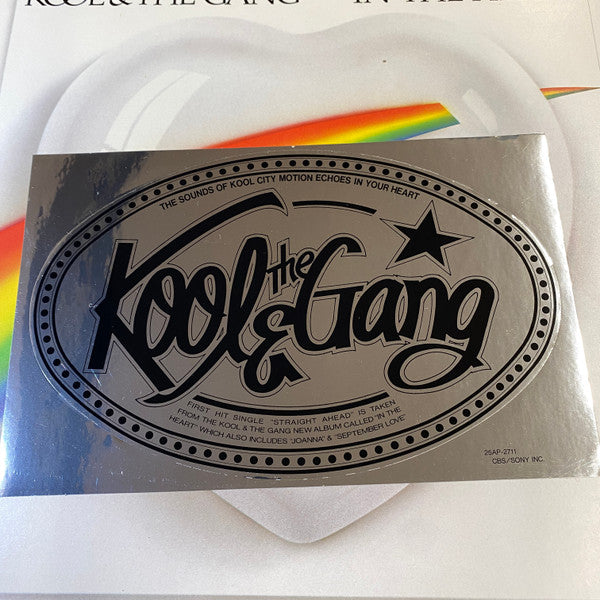 KOOL & THE GANG IN THE
THE SOUNDS OF KOOL CITY MOTION ECHOES IN YOUR HEART
Kool & the Gang
FIRST HIT SINGLE "STRAIGHT AHEAD" IS TAKEN
FROM THE KOOL & THE GANG NEW ALBUM CALLED "IN THE
HEART" WHICH ALSO INCLUDES "JOANNA" & "SEPTEMBER LOVE"
25AP-2711
CBS/SONY INC.